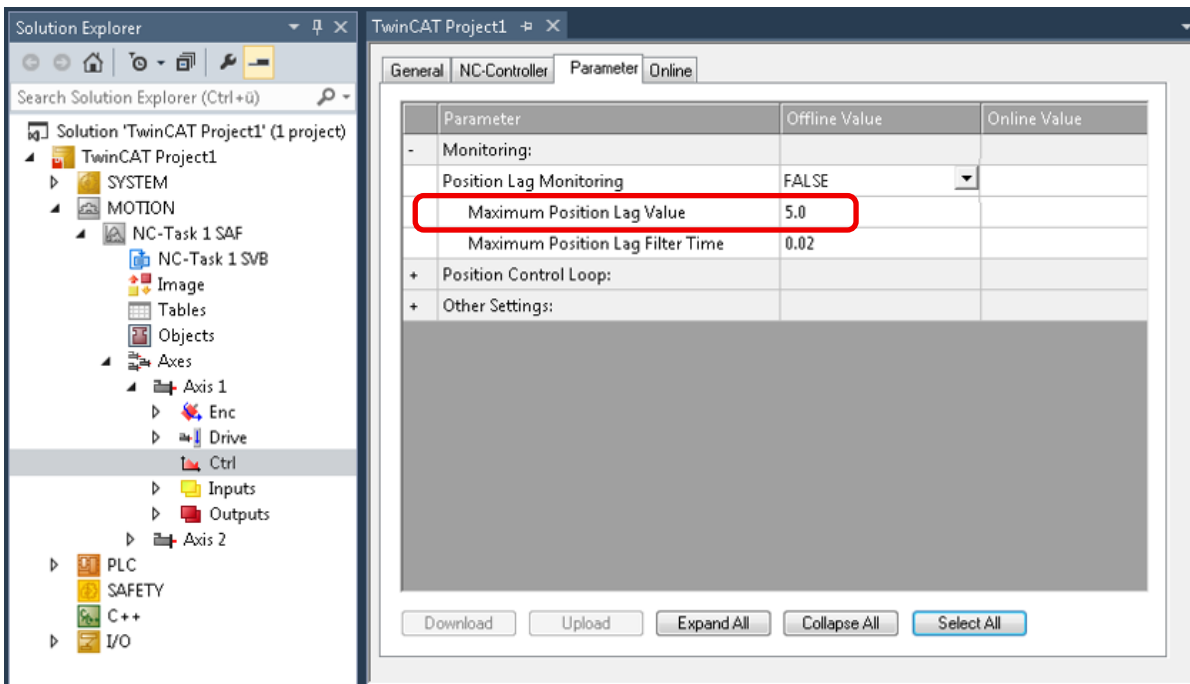 Solution Explorer
Search Solution Explorer (Ctrl+ü)
Solution 'TwinCAT Project1' (1 project)
TwinCAT Project1
SYSTEM
MOTION
NC-Task 1 SAF
NC-Task 1 SVB
Image
Tables
Objects
Axes
Axis 1
Enc
Drive
Ctrl
Inputs
Outputs
Axis 2
PLC
SAFETY
C++
I/O
TwinCAT Project1
General NC-Controller Parameter Online
Parameter Offline Value Online Value
- Monitoring:
Position Lag Monitoring FALSE
Maximum Position Lag Value 5.0
Maximum Position Lag Filter Time 0.02
+ Position Control Loop:
+ Other Settings:
Download Upload Expand All Collapse All Select All